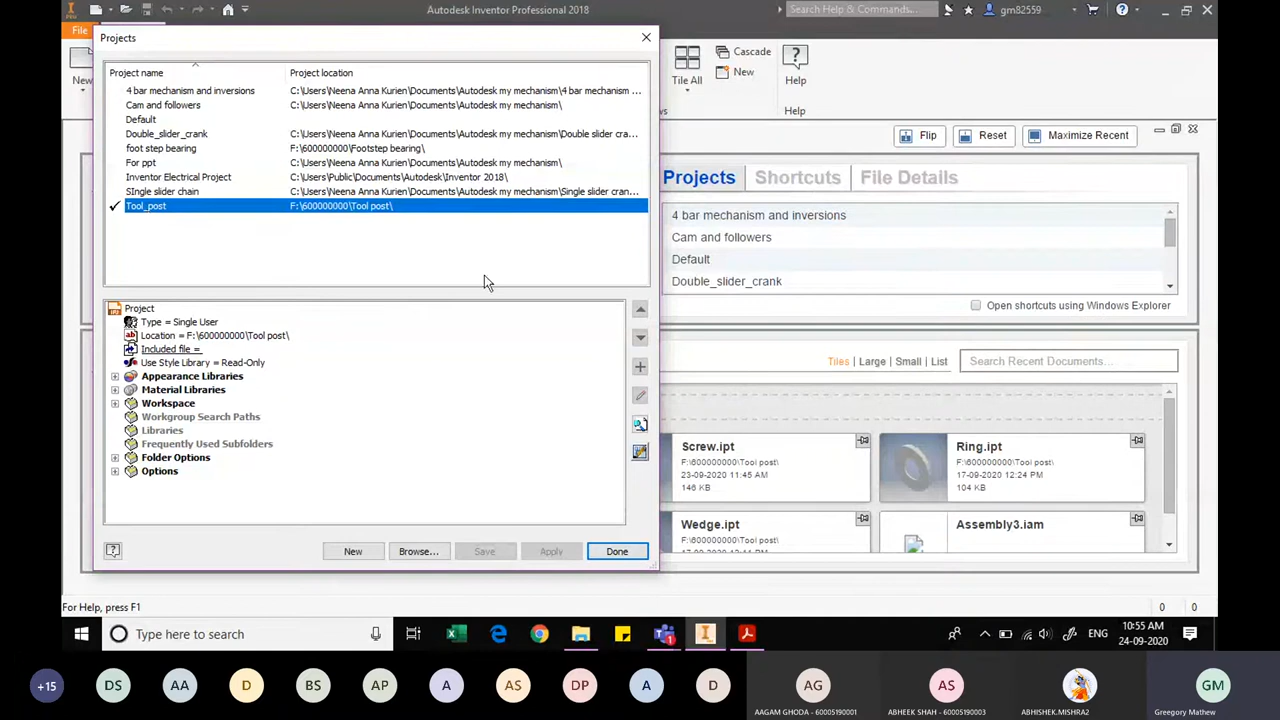 Autodesk Inventor Professional 2018
Search Help & Commands...
gm82559
File
Projects
New
Tile All
Cascade
New
Help
Help
Project name
Project location
4 bar mechanism and inversions
C:\Users\Neena Anna Kurien\Documents\Autodesk my mechanism\4 bar mechanism ...
Cam and followers
C:\Users\Neena Anna Kurien\Documents\Autodesk my mechanism\
Default
Double_slider_crank
C:\Users\Neena Anna Kurien\Documents\Autodesk my mechanism\Double slider cra...
foot step bearing
F:\600000000\Footstep bearing\
For ppt
C:\Users\Neena Anna Kurien\Documents\Autodesk my mechanism\
Inventor Electrical Project
C:\Users\Public\Documents\Autodesk\Inventor 2018\
SIngle slider chain
C:\Users\Neena Anna Kurien\Documents\Autodesk my mechanism\Single slider cran...
Tool_post
F:\600000000\Tool post\
Flip
Reset
Maximize Recent
Projects
Shortcuts
File Details
4 bar mechanism and inversions
Cam and followers
Default
Double_slider_crank
Open shortcuts using Windows Explorer
Project
Type = Single User
Location = F:\600000000\Tool post\
Included file =
Use Style Library = Read-Only
Appearance Libraries
Material Libraries
Workspace
Workgroup Search Paths
Libraries
Frequently Used Subfolders
Folder Options
Options
Tiles | Large | Small | List
Search Recent Documents...
Screw.ipt
F:\600000000\Tool post\
23-09-2020 11:45 AM
146 KB
Ring.ipt
F:\600000000\Tool post\
17-09-2020 12:24 PM
104 KB
Wedge.ipt
Assembly3.iam
New
Browse...
Save
Apply
Done
For Help, press F1
0
0
Type here to search
ENG
10:55 AM
24-09-2020
+15
DS
AA
D
BS
AP
A
AS
DP
A
D
AG
AAGAM GHODA - 60005190001
AS
ABHEEK SHAH - 60005190003
ABHISHEK.MISHRA2
GM
Greegory Mathew